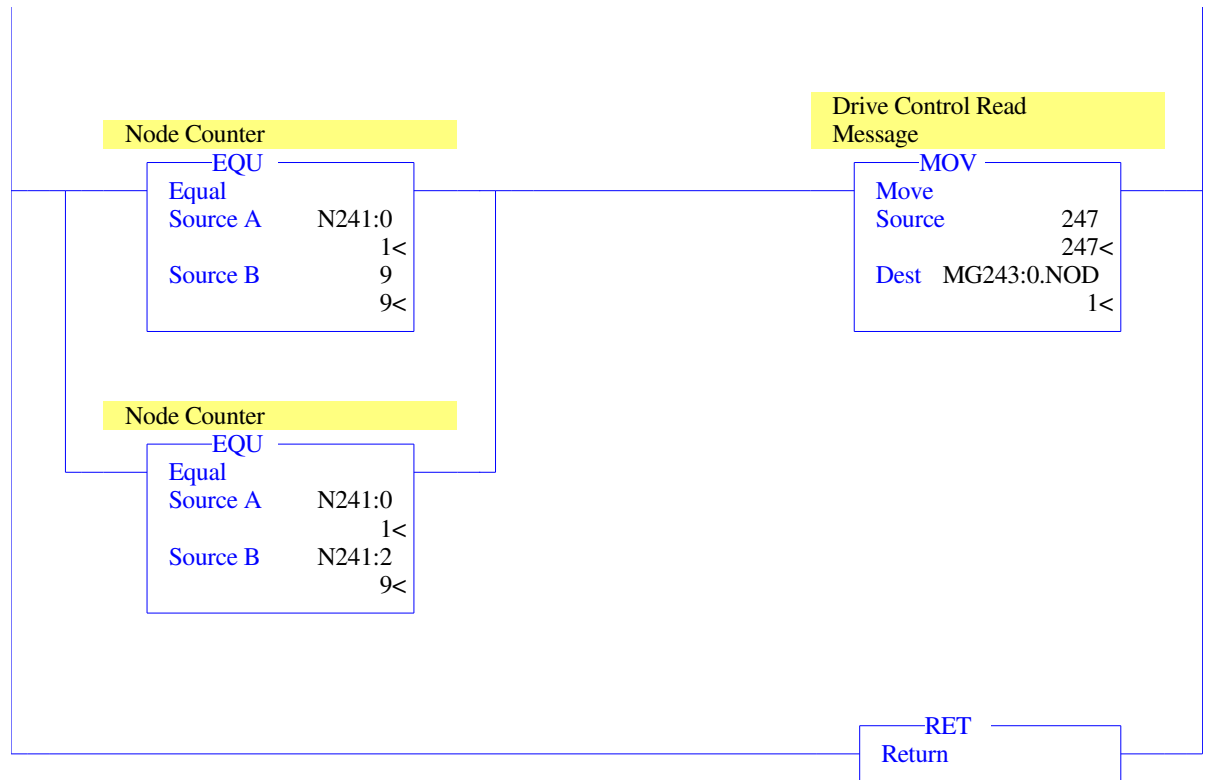 Drive Control Read
Message
Node Counter
EQU
Equal
Source A N241:0
1<
Source B 9
9<
MOV
Move
Source 247
247<
Dest MG243:0.NOD
1<
Node Counter
EQU
Equal
Source A N241:0
1<
Source B N241:2
9<
RET
Return